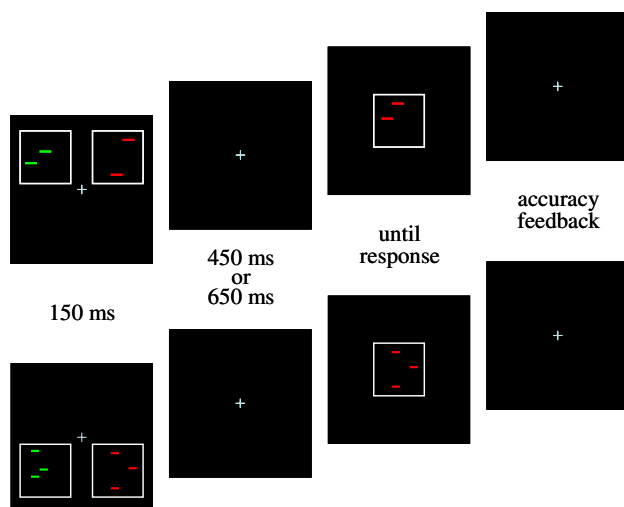 accuracy
feedback
until
response
450 ms
or
650 ms
150 ms